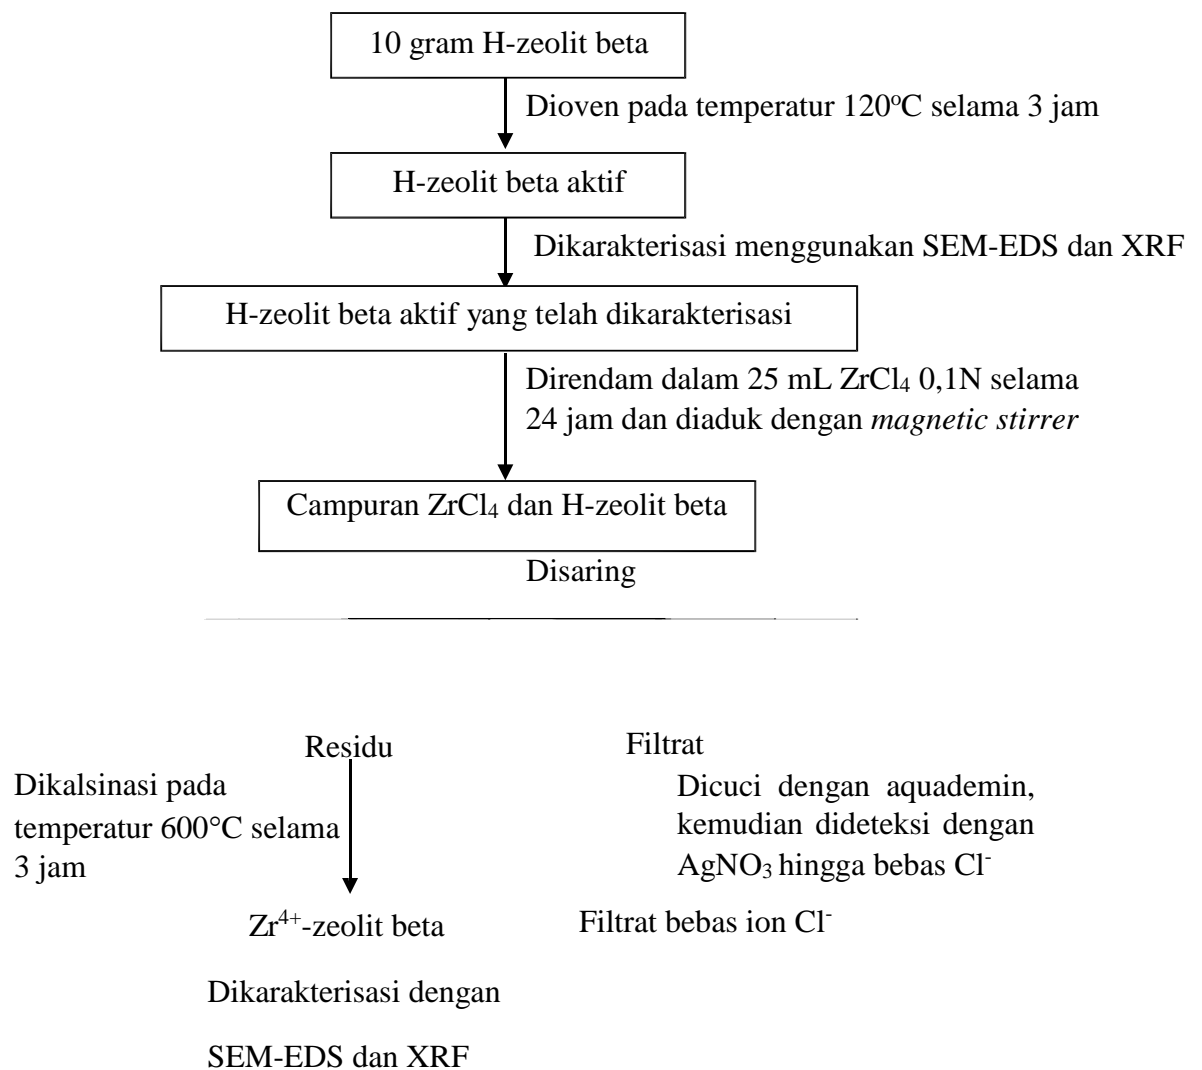 10 gram H-zeolit beta
Dioven pada temperatur 120°C selama 3 jam
H-zeolit beta aktif
Dikarakterisasi menggunakan SEM-EDS dan XRF
H-zeolit beta aktif yang telah dikarakterisasi
Direndam dalam 25 mL ZrCl₄ 0,1N selama
24 jam dan diaduk dengan magnetic stirrer
Campuran ZrCl₄ dan H-zeolit beta
Disaring
Residu
Filtrat
Dikalsinasi pada
temperatur 600°C selama
3 jam
Dicuci dengan aquademin,
kemudian dideteksi dengan
AgNO₃ hingga bebas Cl⁻
Zr⁴⁺-zeolit beta
Filtrat bebas ion Cl⁻
Dikarakterisasi dengan
SEM-EDS dan XRF